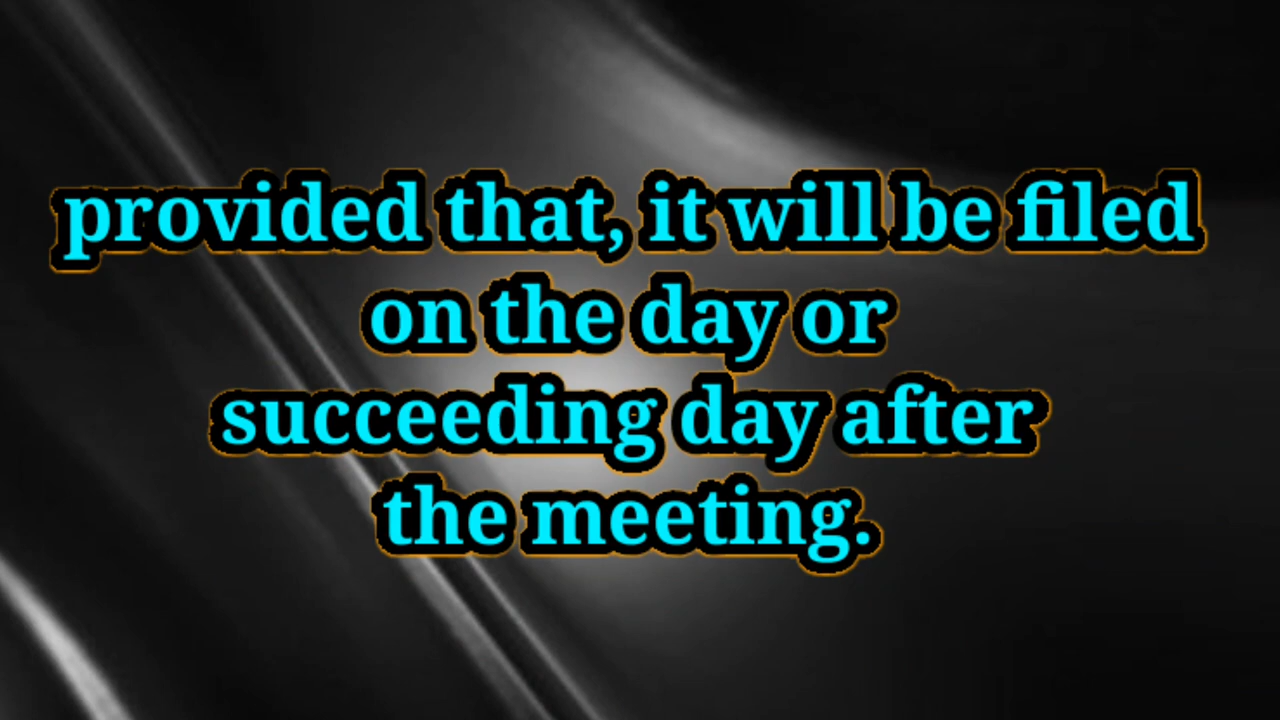 provided that, it will be filed
on the day or
succeeding day after
the meeting.